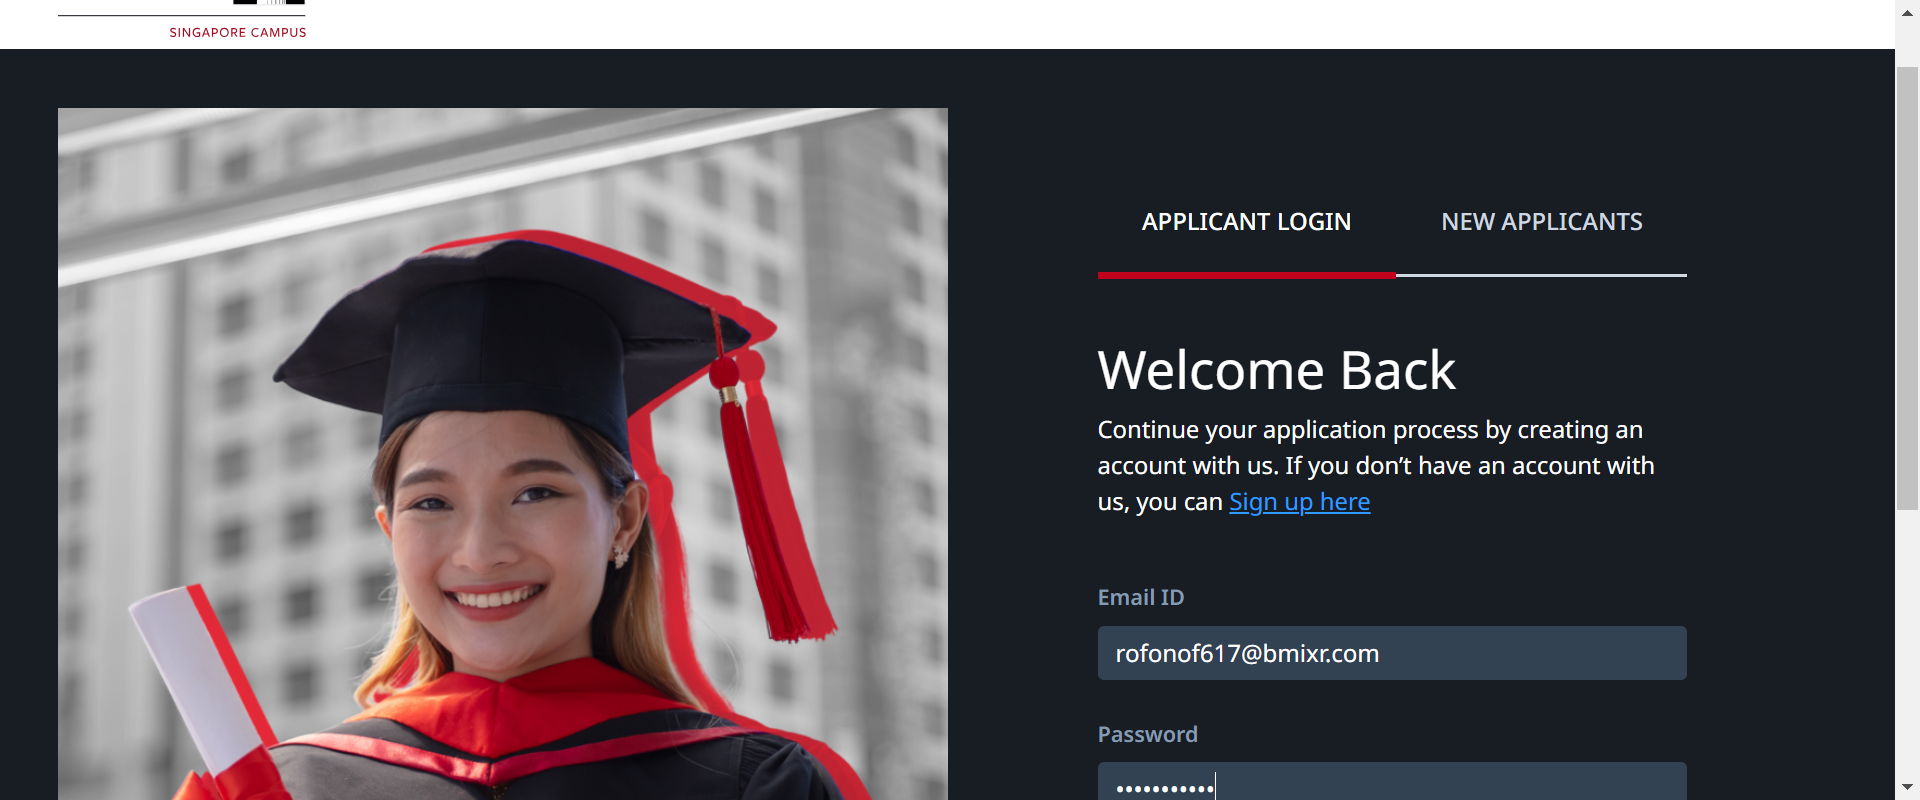 SINGAPORE CAMPUS
APPLICANT LOGIN
NEW APPLICANTS
Welcome Back
Continue your application process by creating an
account with us. If you don’t have an account with
us, you can Sign up here
Email ID
rofonof617@bmixr.com
Password
•••••••••••